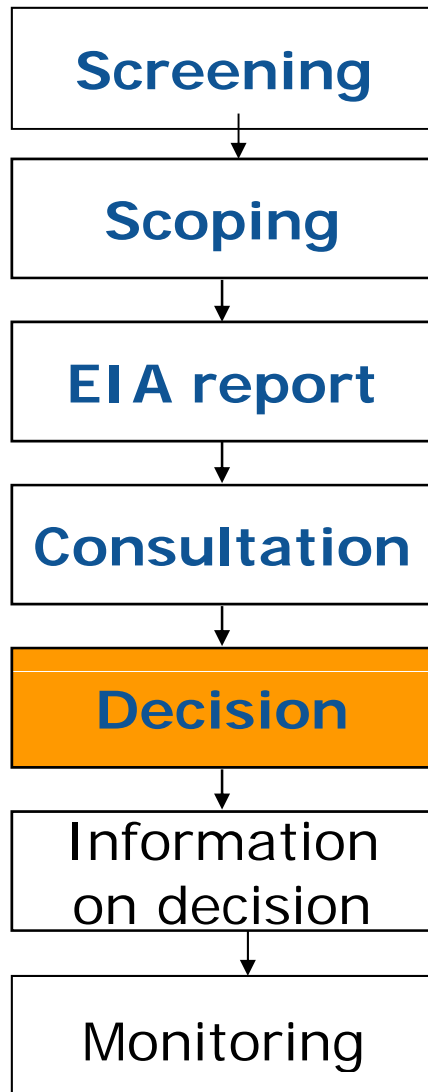 Screening
Scoping
EIA report
Consultation
Decision
Information
on decision
Monitoring